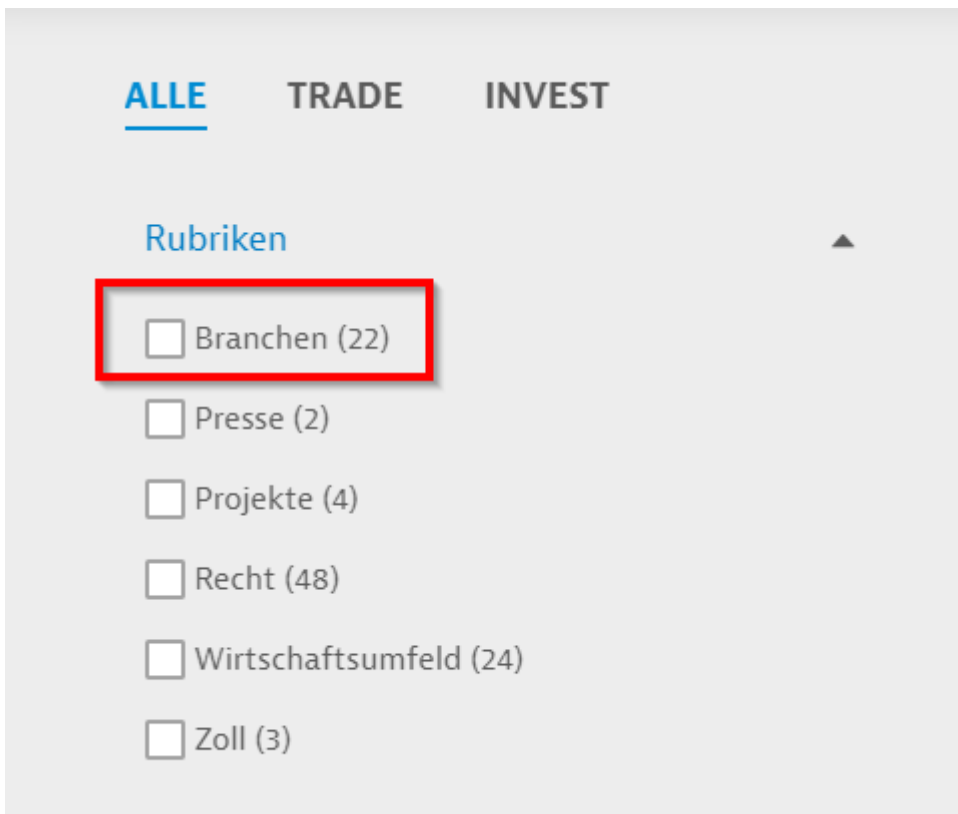 ALLE TRADE INVEST
Rubriken
Branchen (22)
Presse (2)
Projekte (4)
Recht (48)
Wirtschaftsumfeld (24)
Zoll (3)